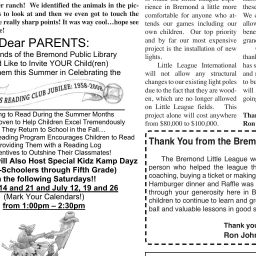 er ranch! We identified the animals in the pic-
s to look at and then we even got to touch the
e really sharp points! It was way cool...hope we
!
Dear PARENTS:
nds of the Bremond Public Library
d Like to Invite YOUR Child(ren)
hem this Summer in Celebrating the
S READING CLUB JUBILEE: 1958-2008
g to Read During the Summer Months
oven to Help Children Excel Tremendously
They Return to School in the Fall...
Reading Program Encourages Children to Read
roviding Them with a Reading Log
entives to Outshine Their Classmates!
ill Also Host Special Kidz Kamp Dayz
-Schoolers through Fifth Grade)
the following Saturdays!!
14 and 21 and July 12, 19 and 26
(Mark Your Calendars!)
from 1:00pm – 2:30pm
rience in Bremond a little more
comfortable for anyone who at-
tends our games including our
own children. Our top priority
and by far our most expensive
project is the installation of new
lights.
Little League International
will not allow any structural
changes to our existing light poles
due to the fact that they are wood-
en, which are no longer allowed
on Little League fields. This
project alone will cost anywhere
from $80,000 to $100,000.
Thank You from the Brem
The Bremond Little League w
person who helped the league th
coaching, buying a ticket or making
Hamburger dinner and Raffle was
through your generosity here in B
children to continue to learn and gr
ball and valuable lessons in good s
Thank you
Ron John